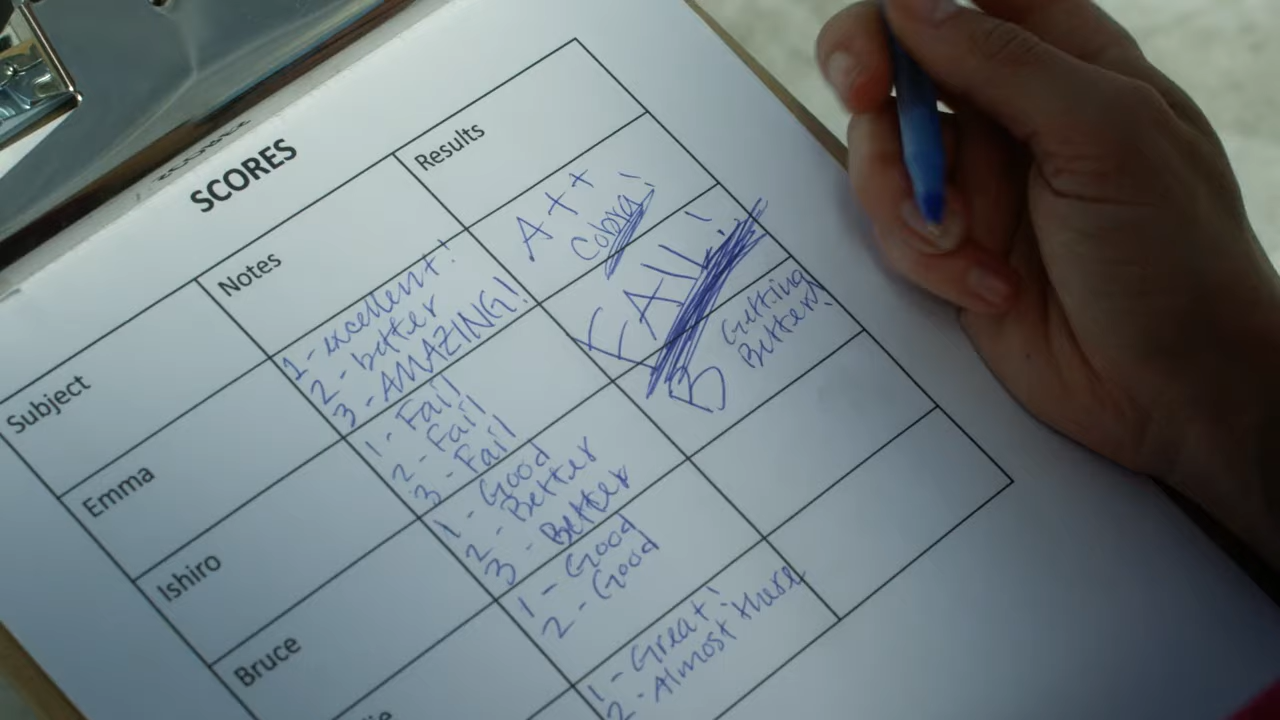 SCORES
Subject
Notes
Results
Emma
1 - excellent!
2 - better
3 - AMAZING!
A++
Cobra!
Ishiro
1 - Fail
2 - Fail
3 - Fail
FAIL!
Bruce
1 - Good
2 - Better
3 - Better
B
Getting
Better!
1 - Good
2 - Good
1 - Great!
2 - Almost there